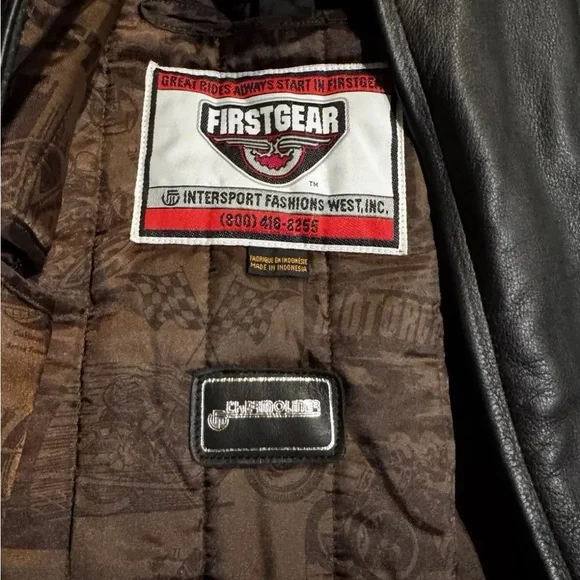 GREAT RIDES ALWAYS START IN FIRSTGEAR
FIRSTGEAR
TM
INTERSPORT FASHIONS WEST, INC.
(800) 416-8255
FABRIQUE EN INDONESIE
MADE IN INDONESIA